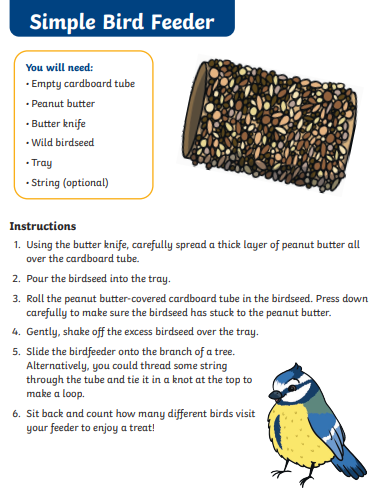 Simple Bird Feeder
You will need:
• Empty cardboard tube
• Peanut butter
• Butter knife
• Wild birdseed
• Tray
• String (optional)
Instructions
1. Using the butter knife, carefully spread a thick layer of peanut butter all
over the cardboard tube.
2. Pour the birdseed into the tray.
3. Roll the peanut butter-covered cardboard tube in the birdseed. Press down
carefully to make sure the birdseed has stuck to the peanut butter.
4. Gently, shake off the excess birdseed over the tray.
5. Slide the birdfeeder onto the branch of a tree.
Alternatively, you could thread some string
through the tube and tie it in a knot at the top to
make a loop.
6. Sit back and count how many different birds visit
your feeder to enjoy a treat!